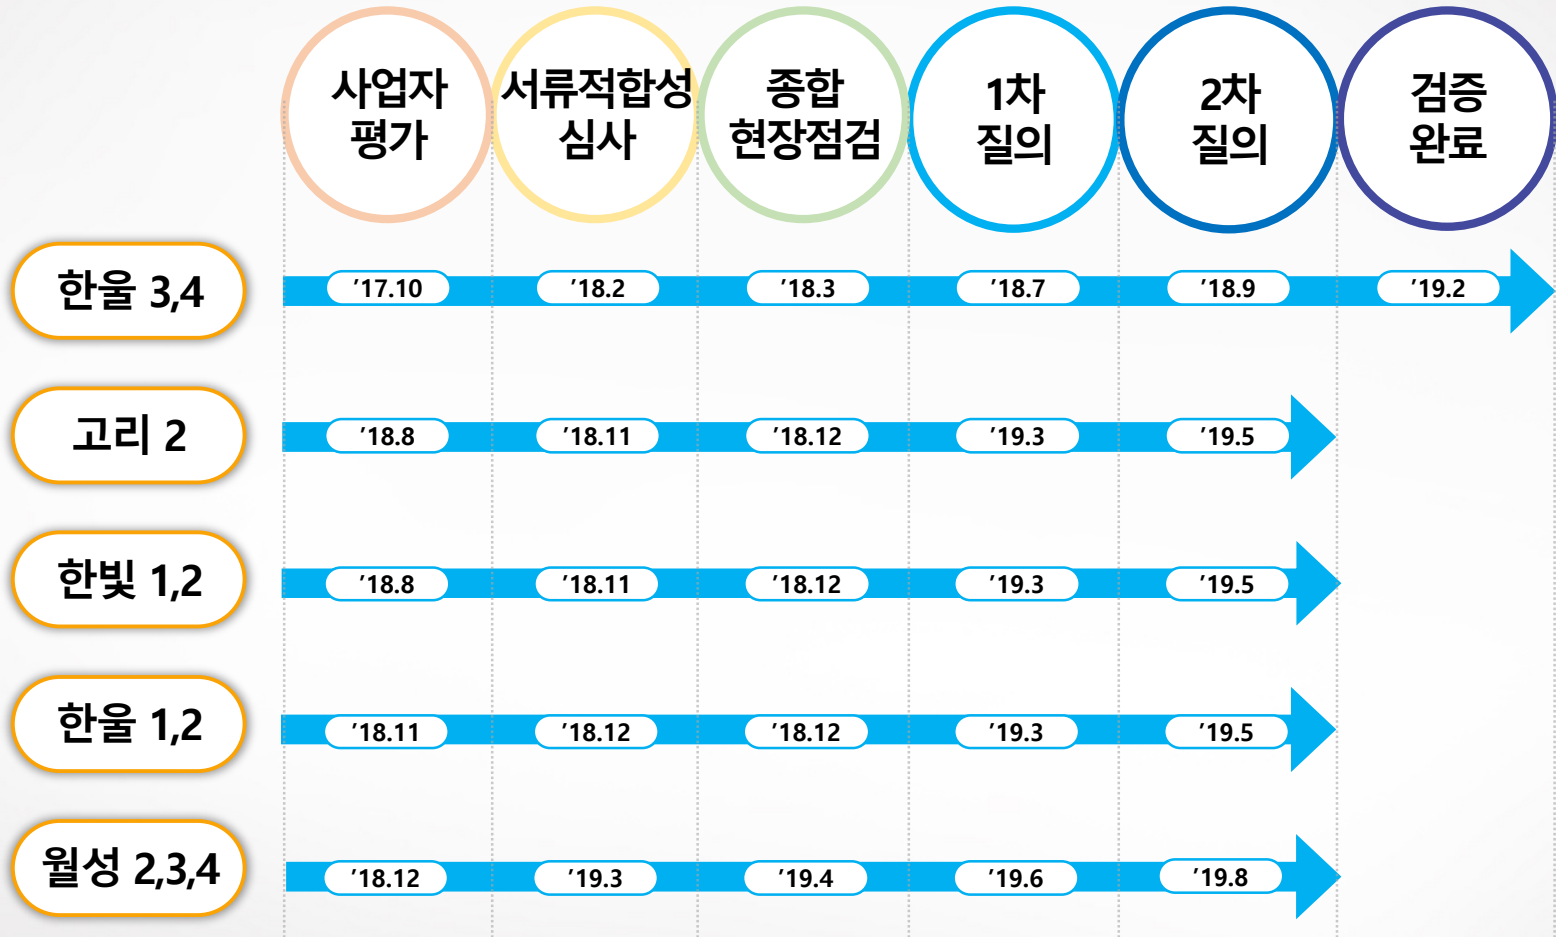 사업자
평가
서류적합성
심사
종합
현장점검
1차
질의
2차
질의
검증
완료
한울 3,4
'17.10
'18.2
'18.3
'18.7
'18.9
'19.2
고리 2
'18.8
'18.11
'18.12
'19.3
'19.5
한빛 1,2
'18.8
'18.11
'18.12
'19.3
'19.5
한울 1,2
'18.11
'18.12
'18.12
'19.3
'19.5
월성 2,3,4
'18.12
'19.3
'19.4
'19.6
'19.8